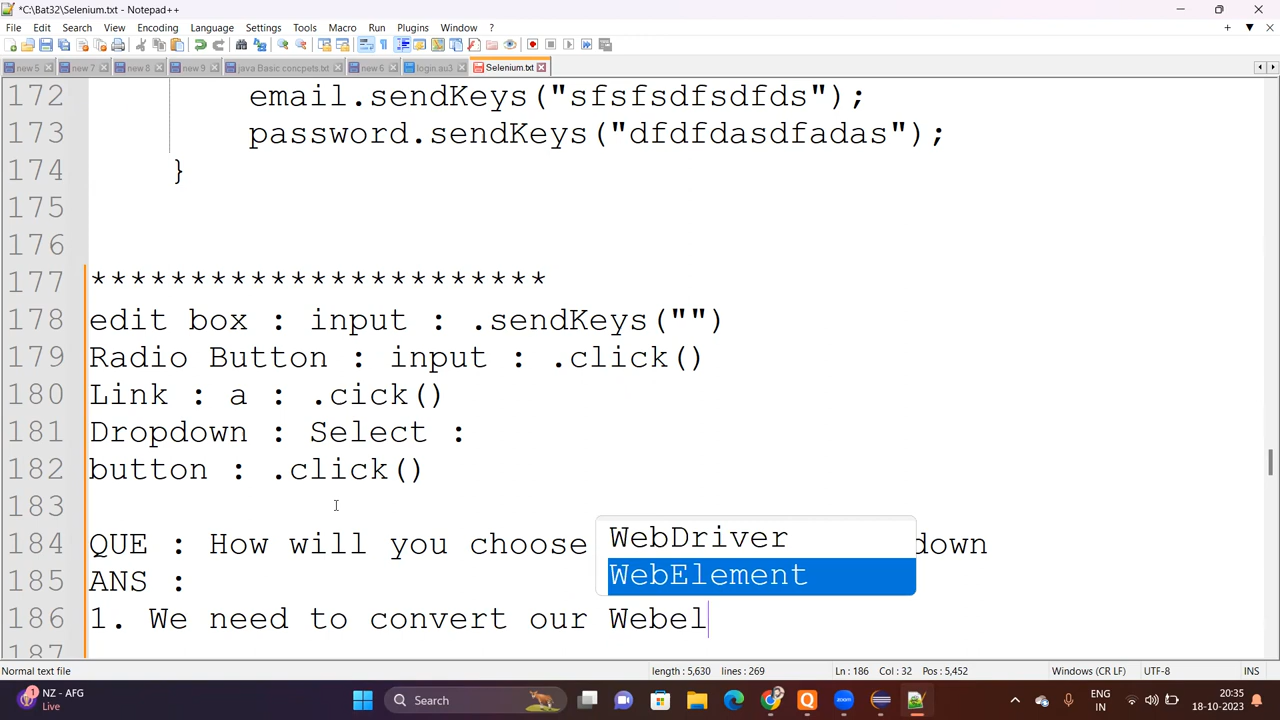 *C:\Bat32\Selenium.txt - Notepad++
File Edit Search View Encoding Language Settings Tools Macro Run Plugins Window ?
new 5 new 7 new 8 new 9 java Basic concpets.txt new 6 login.au3 Selenium.txt
172 email.sendKeys("sfsfsdfsdfds");
173 password.sendKeys("dfdfdasdfadas");
174 }
175
176
177 ***********************
178 edit box : input : .sendKeys("")
179 Radio Button : input : .click()
180 Link : a : .cick()
181 Dropdown : Select :
182 button : .click()
183
184 QUE : How will you choose down
WebDriver
WebElement
185 ANS :
186 1. We need to convert our Webel
187
Normal text file length : 5,630 lines : 269 Ln : 186 Col : 32 Pos : 5,452 Windows (CR LF) UTF-8 INS
NZ - AFG
Live
Search
zoom
ENG
IN
20:35
18-10-2023